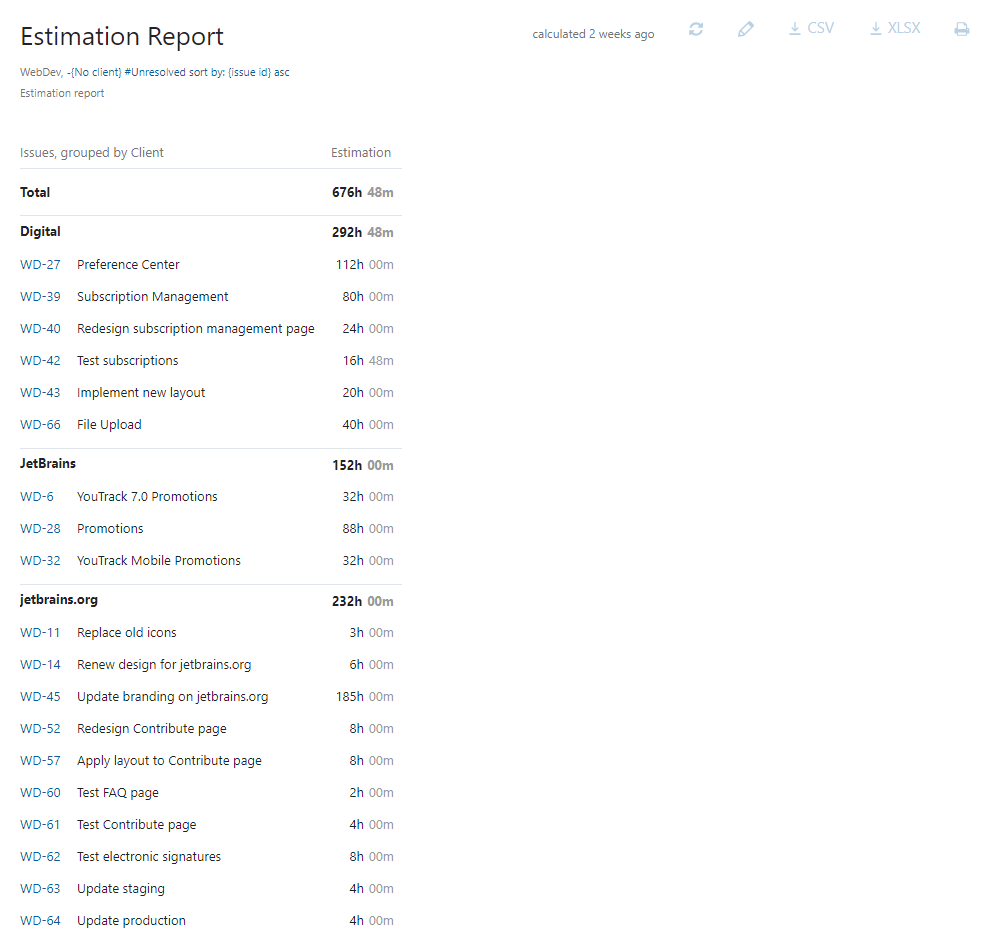 Estimation Report
calculated 2 weeks ago CSV XLSX
WebDev, -{No client} #Unresolved sort by: {issue id} asc
Estimation report
Issues, grouped by Client Estimation
Total 676h 48m
Digital 292h 48m
WD-27 Preference Center 112h 00m
WD-39 Subscription Management 80h 00m
WD-40 Redesign subscription management page 24h 00m
WD-42 Test subscriptions 16h 48m
WD-43 Implement new layout 20h 00m
WD-66 File Upload 40h 00m
JetBrains 152h 00m
WD-6 YouTrack 7.0 Promotions 32h 00m
WD-28 Promotions 88h 00m
WD-32 YouTrack Mobile Promotions 32h 00m
jetbrains.org 232h 00m
WD-11 Replace old icons 3h 00m
WD-14 Renew design for jetbrains.org 6h 00m
WD-45 Update branding on jetbrains.org 185h 00m
WD-52 Redesign Contribute page 8h 00m
WD-57 Apply layout to Contribute page 8h 00m
WD-60 Test FAQ page 2h 00m
WD-61 Test Contribute page 4h 00m
WD-62 Test electronic signatures 8h 00m
WD-63 Update staging 4h 00m
WD-64 Update production 4h 00m